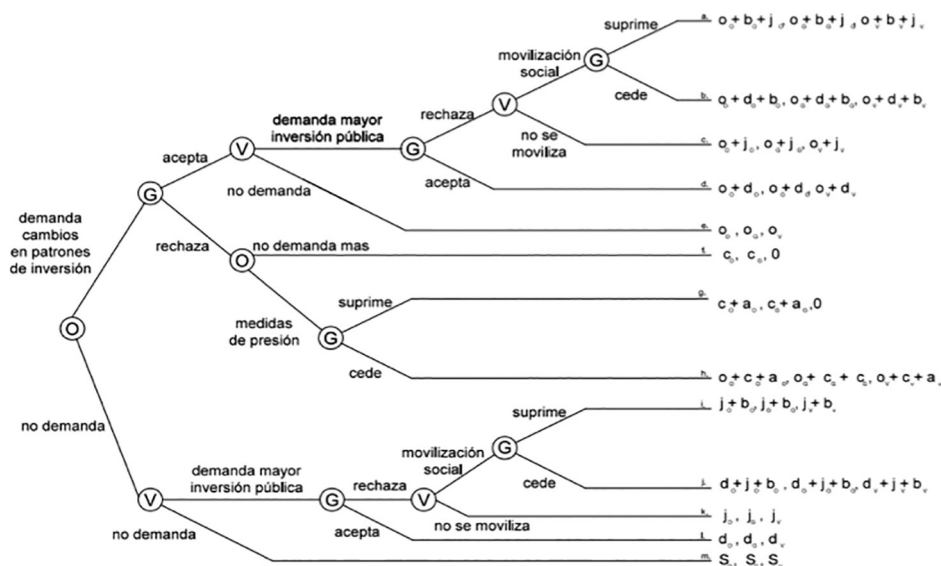 suprime
a. o + b + j , o + b + j , o + b + j
movilización
social
G
cede
b. o + d + b , o + d + b , o + d + b
rechaza
V
demanda mayor
inversión pública
G
no se
moviliza
c. o + j , o + j , o + j
acepta
d. o + d , o + d o + d
acepta
V
no demanda
e. o , o , o
G
demanda
cambios
en patrones
de inversión
rechaza
O
no demanda mas
f. c , c , 0
suprime
g. c + a , c + a ,0
medidas
de presión
G
cede
h. o + c + a , o + c + c , o + c + a
O
no demanda
suprime
i. j + b , j + b , j + b
movilización
social
G
cede
j. d + j + b , d + j + b , d + j + b
demanda mayor
inversión pública
rechaza
V
G
V
no se moviliza
k. j , j , j
acepta
l. d , d , d
no demanda
m. S , S , S